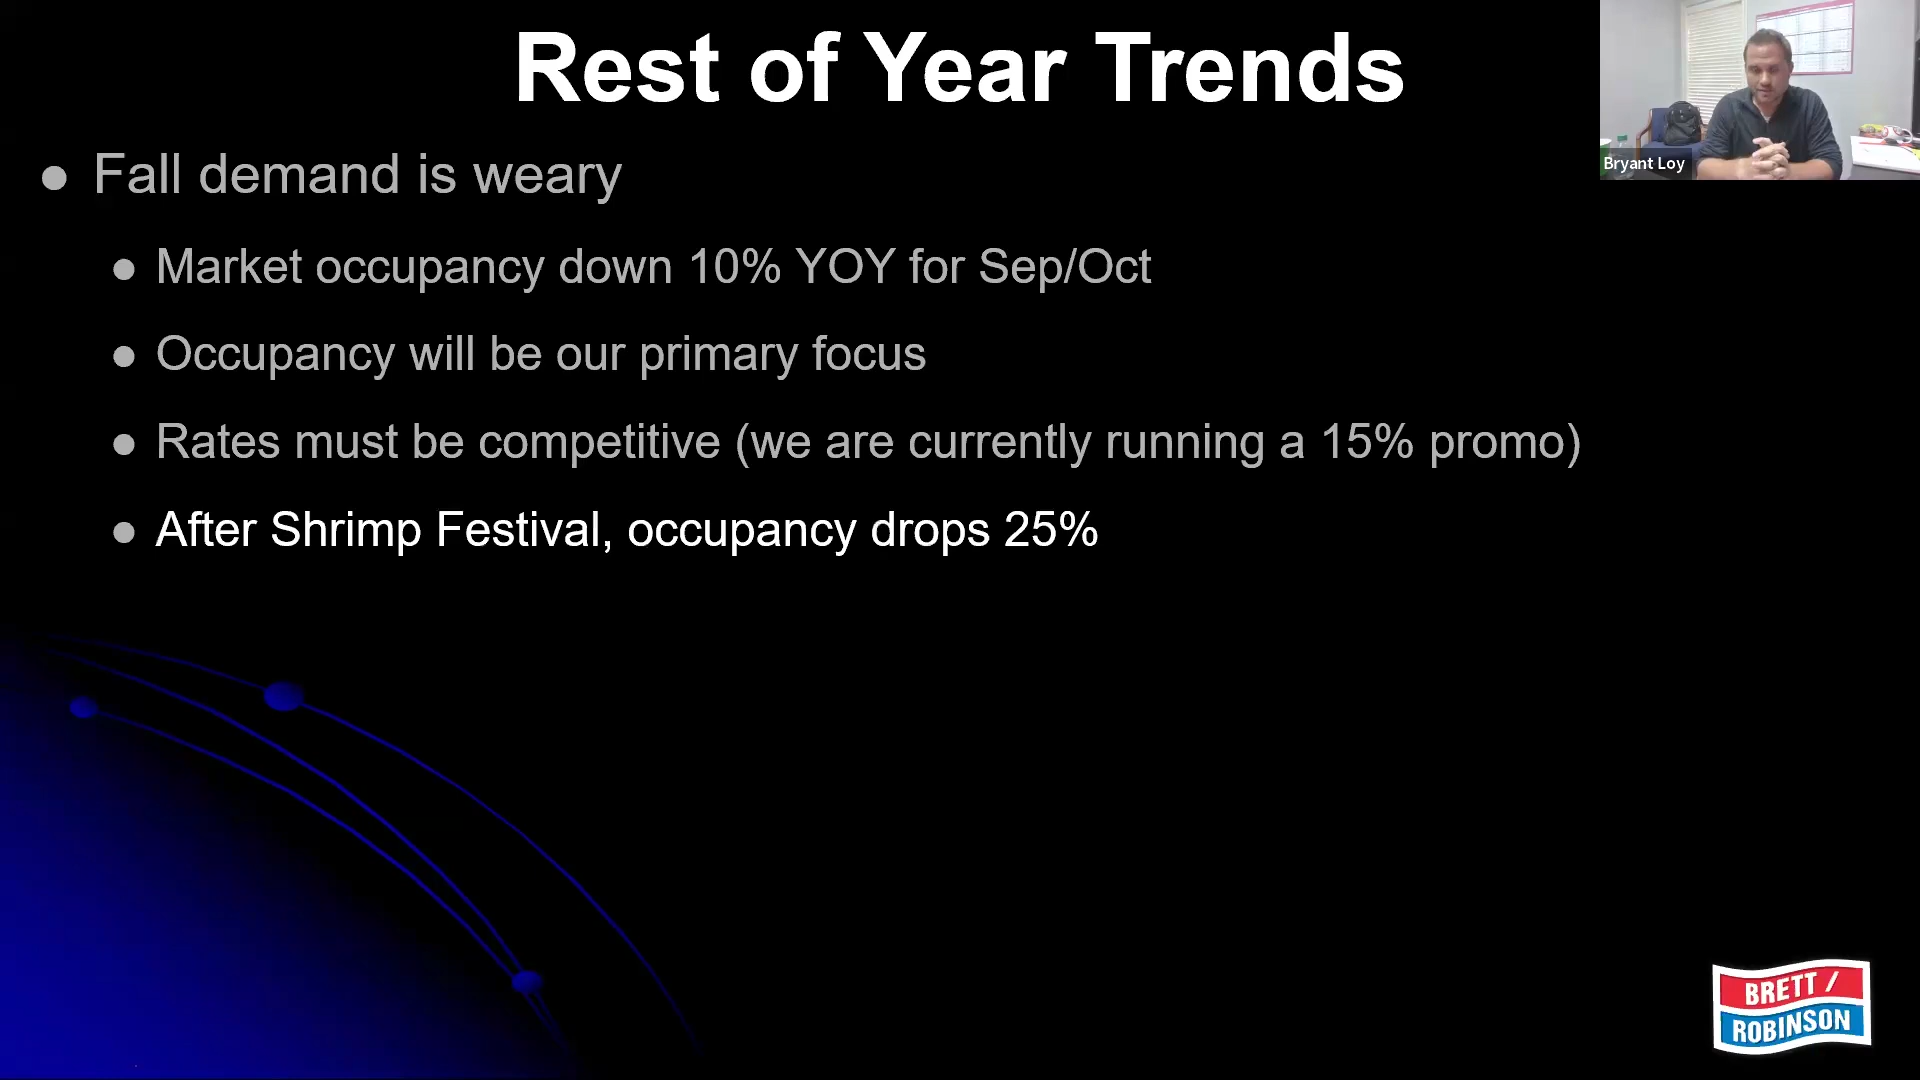 Rest of Year Trends
Bryant Loy
● Fall demand is weary
● Market occupancy down 10% YOY for Sep/Oct
● Occupancy will be our primary focus
● Rates must be competitive (we are currently running a 15% promo)
● After Shrimp Festival, occupancy drops 25%
BRETT /
ROBINSON